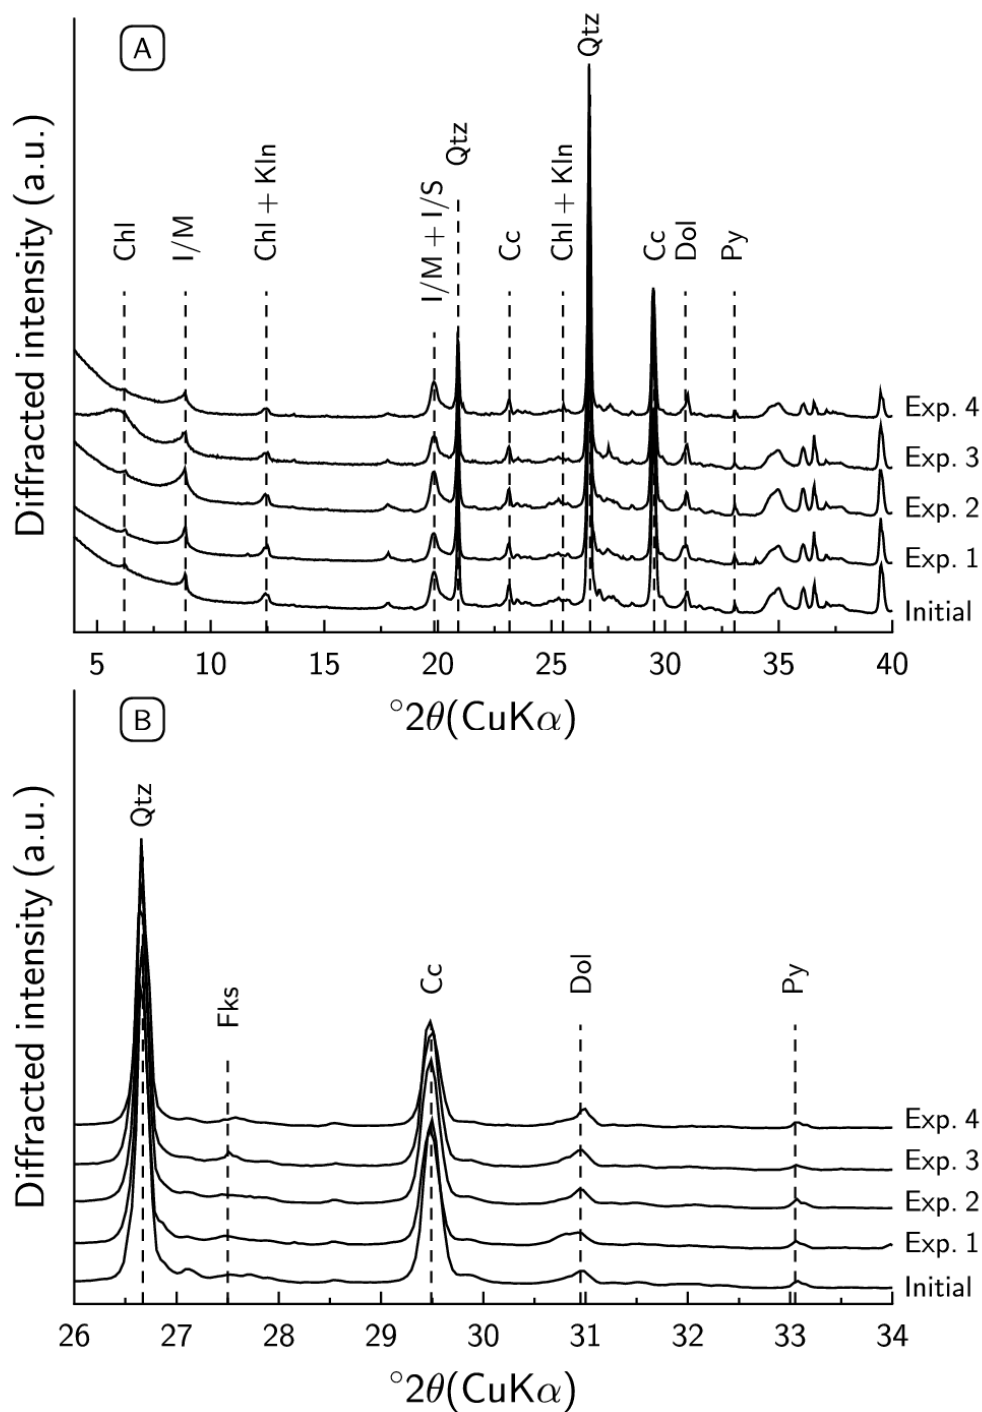 A
Diffracted intensity (a.u.)
Chl
I/M
Chl + Kln
I/M + I/S
Qtz
Cc
Chl + Kln
Qtz
Cc
Dol
Py
Exp. 4
Exp. 3
Exp. 2
Exp. 1
Initial
5 10 15 20 25 30 35 40
°2θ(CuKα)
B
Diffracted intensity (a.u.)
Qtz
Fks
Cc
Dol
Py
Exp. 4
Exp. 3
Exp. 2
Exp. 1
Initial
26 27 28 29 30 31 32 33 34
°2θ(CuKα)